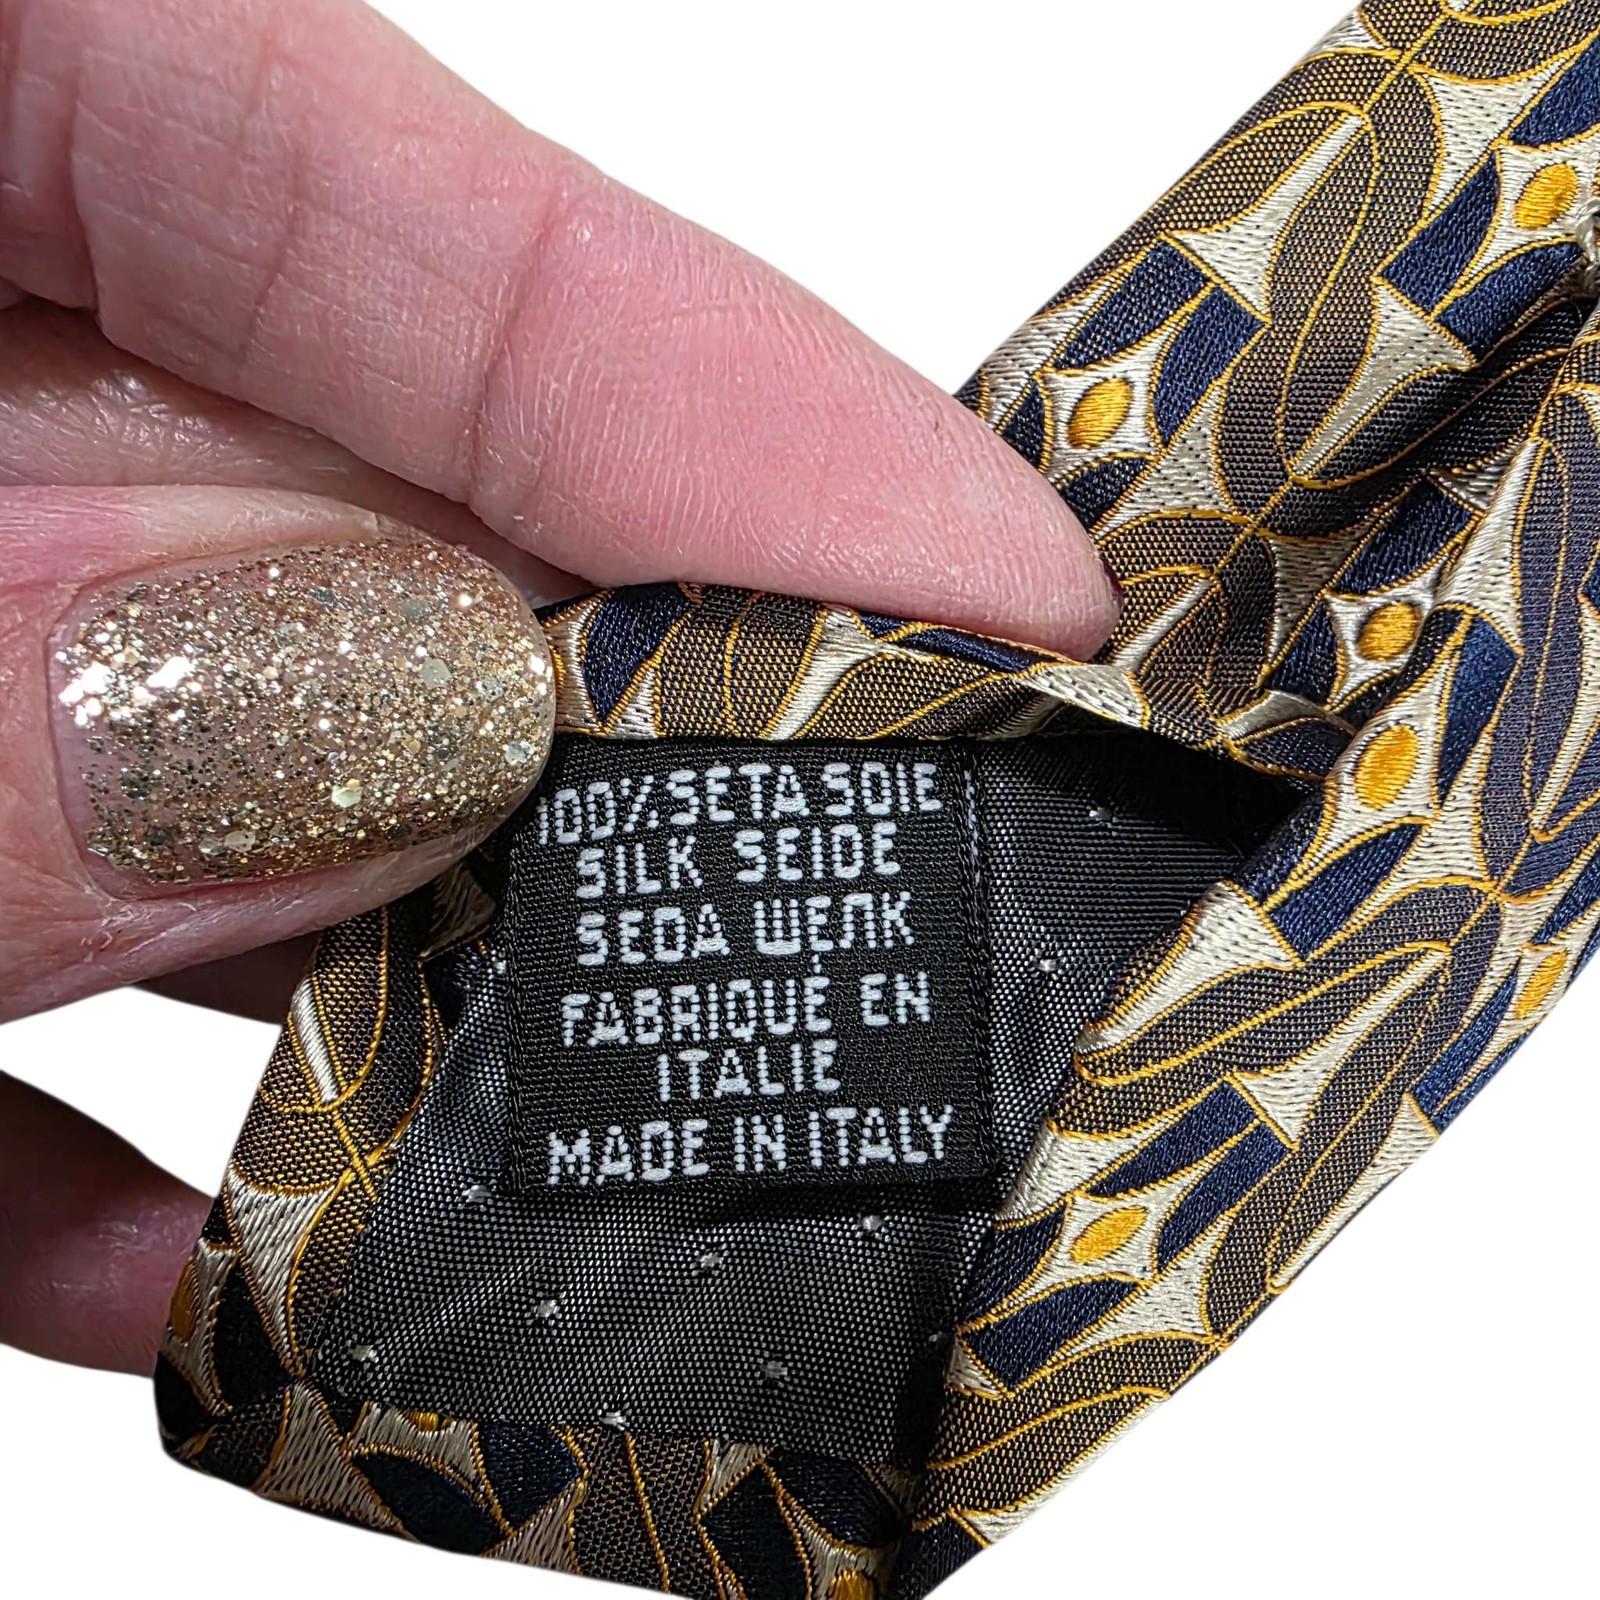 100% SETA SOIE
SILK SEIDE
SEDA ШЕЛК
FABRIQUÉ EN
ITALIE
MADE IN ITALY